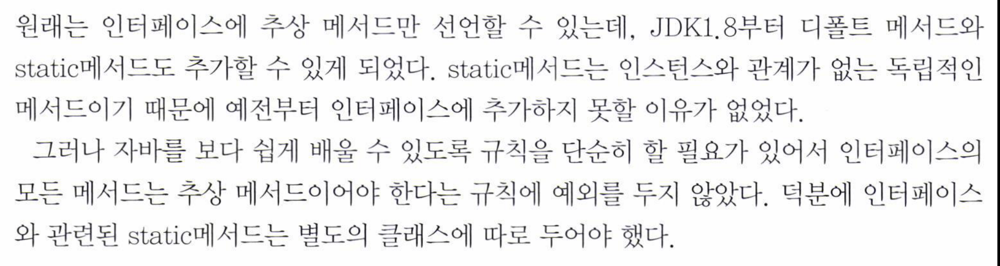 원래는 인터페이스에 추상 메서드만 선언할 수 있는데, JDK1.8부터 디폴트 메서드와
static메서드도 추가할 수 있게 되었다. static메서드는 인스턴스와 관계가 없는 독립적인
메서드이기 때문에 예전부터 인터페이스에 추가하지 못할 이유가 없었다.
그러나 자바를 보다 쉽게 배울 수 있도록 규칙을 단순히 할 필요가 있어서 인터페이스의
모든 메서드는 추상 메서드이어야 한다는 규칙에 예외를 두지 않았다. 덕분에 인터페이스
와 관련된 static메서드는 별도의 클래스에 따로 두어야 했다.